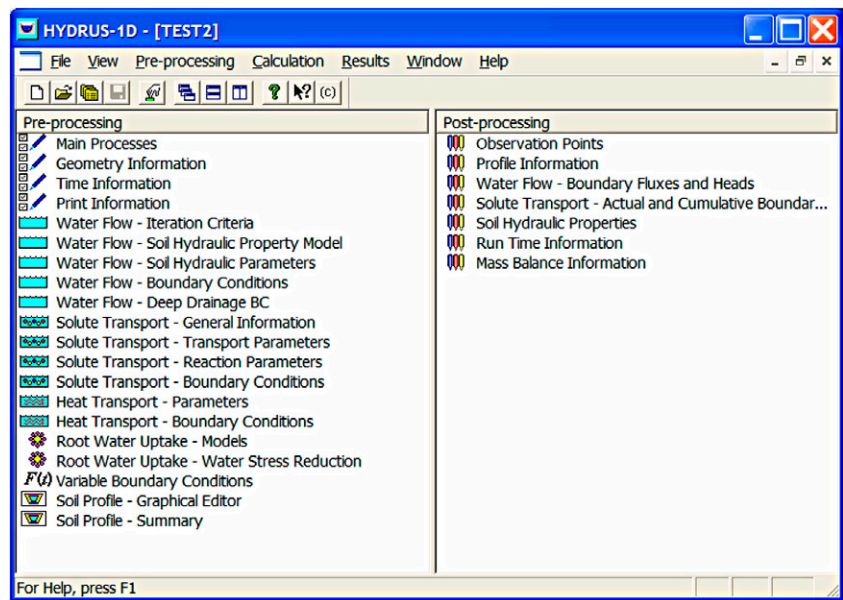 HYDRUS-1D - [TEST2]
File View Pre-processing Calculation Results Window Help
(c)
Pre-processing
Main Processes
Geometry Information
Time Information
Print Information
Water Flow - Iteration Criteria
Water Flow - Soil Hydraulic Property Model
Water Flow - Soil Hydraulic Parameters
Water Flow - Boundary Conditions
Water Flow - Deep Drainage BC
Solute Transport - General Information
Solute Transport - Transport Parameters
Solute Transport - Reaction Parameters
Solute Transport - Boundary Conditions
Heat Transport - Parameters
Heat Transport - Boundary Conditions
Root Water Uptake - Models
Root Water Uptake - Water Stress Reduction
F(t) Variable Boundary Conditions
Soil Profile - Graphical Editor
Soil Profile - Summary
Post-processing
Observation Points
Profile Information
Water Flow - Boundary Fluxes and Heads
Solute Transport - Actual and Cumulative Boundar...
Soil Hydraulic Properties
Run Time Information
Mass Balance Information
For Help, press F1